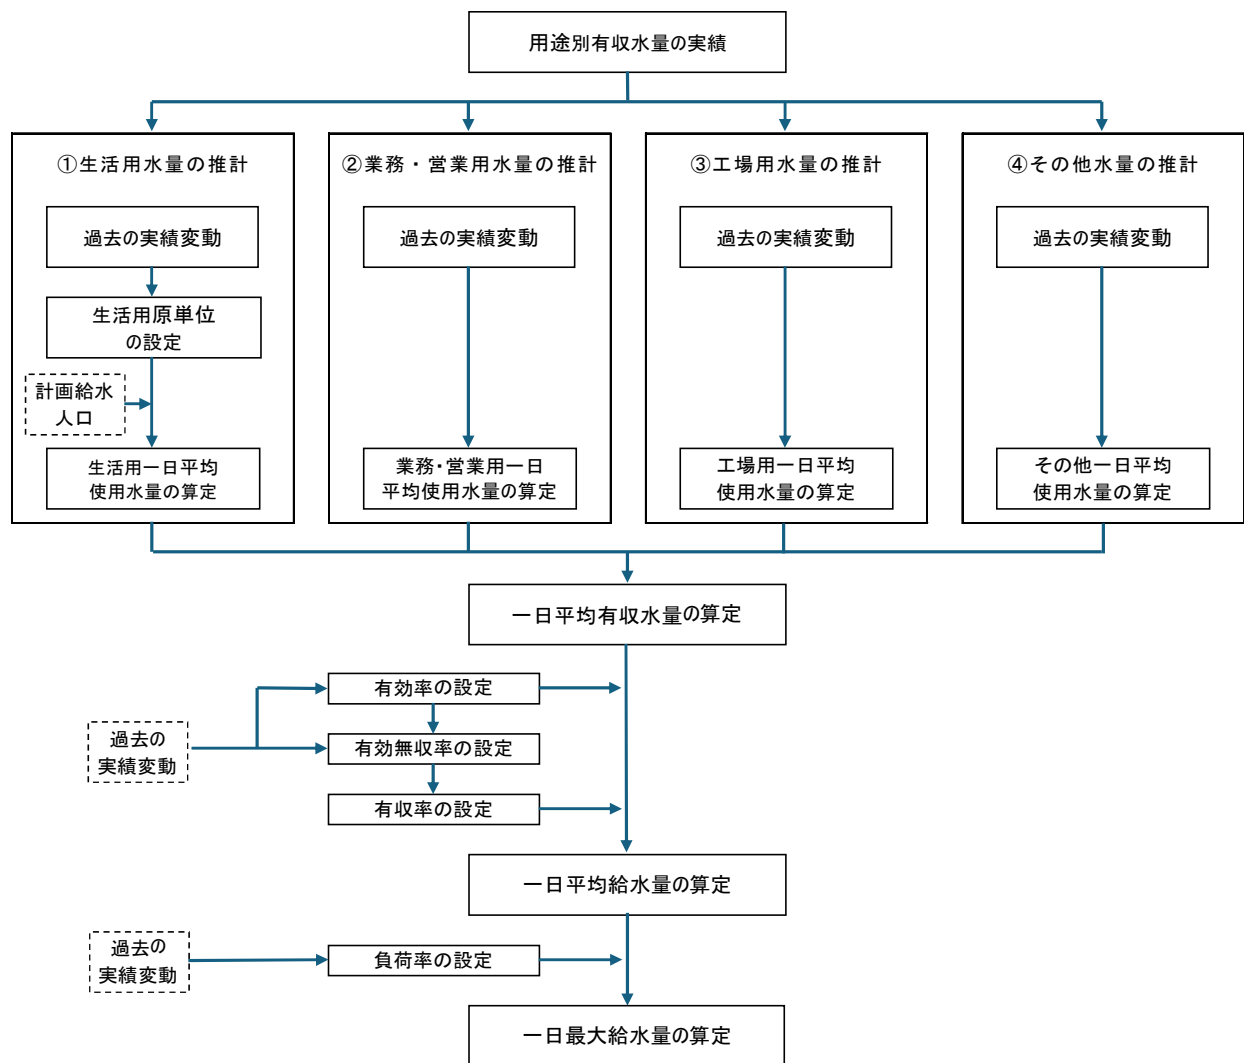 用途別有収水量の実績
①生活用水量の推計
過去の実績変動
生活用原単位
の設定
計画給水
人口
生活用一日平均
使用水量の算定
②業務・営業用水量の推計
過去の実績変動
業務・営業用一日
平均使用水量の算定
③工場用水量の推計
過去の実績変動
工場用一日平均
使用水量の算定
④その他水量の推計
過去の実績変動
その他一日平均
使用水量の算定
一日平均有収水量の算定
過去の
実績変動
有効率の設定
有効無収率の設定
有収率の設定
一日平均給水量の算定
過去の
実績変動
負荷率の設定
一日最大給水量の算定